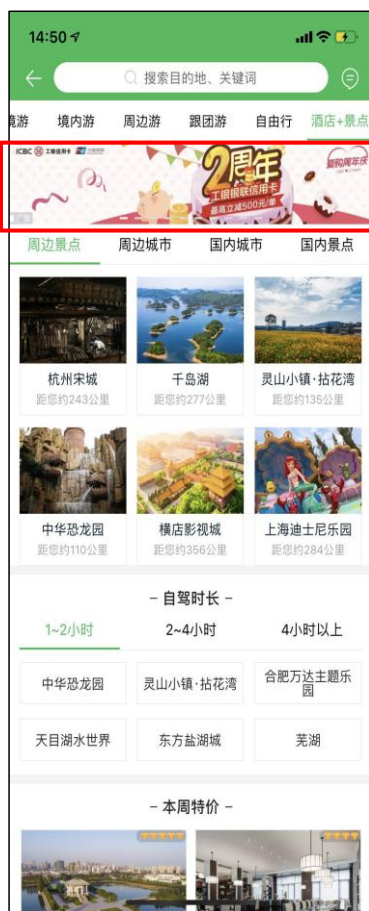 14:50
搜索目的地、关键词
境游 境内游 周边游 跟团游 自由行 酒店+景点
ICBC 工银信用卡
2周年
爱购周年庆
工银银联信用卡
最高立减500元/单
广告
周边景点 周边城市 国内城市 国内景点
杭州宋城 千岛湖 灵山小镇·拈花湾
距您约243公里 距您约277公里 距您约135公里
中华恐龙园 横店影视城 上海迪士尼乐园
距您约110公里 距您约356公里 距您约284公里
– 自驾时长 –
1~2小时 2~4小时 4小时以上
中华恐龙园 灵山小镇·拈花湾 合肥万达主题乐
园
天目湖水世界 东方盐湖城 芜湖
– 本周特价 –